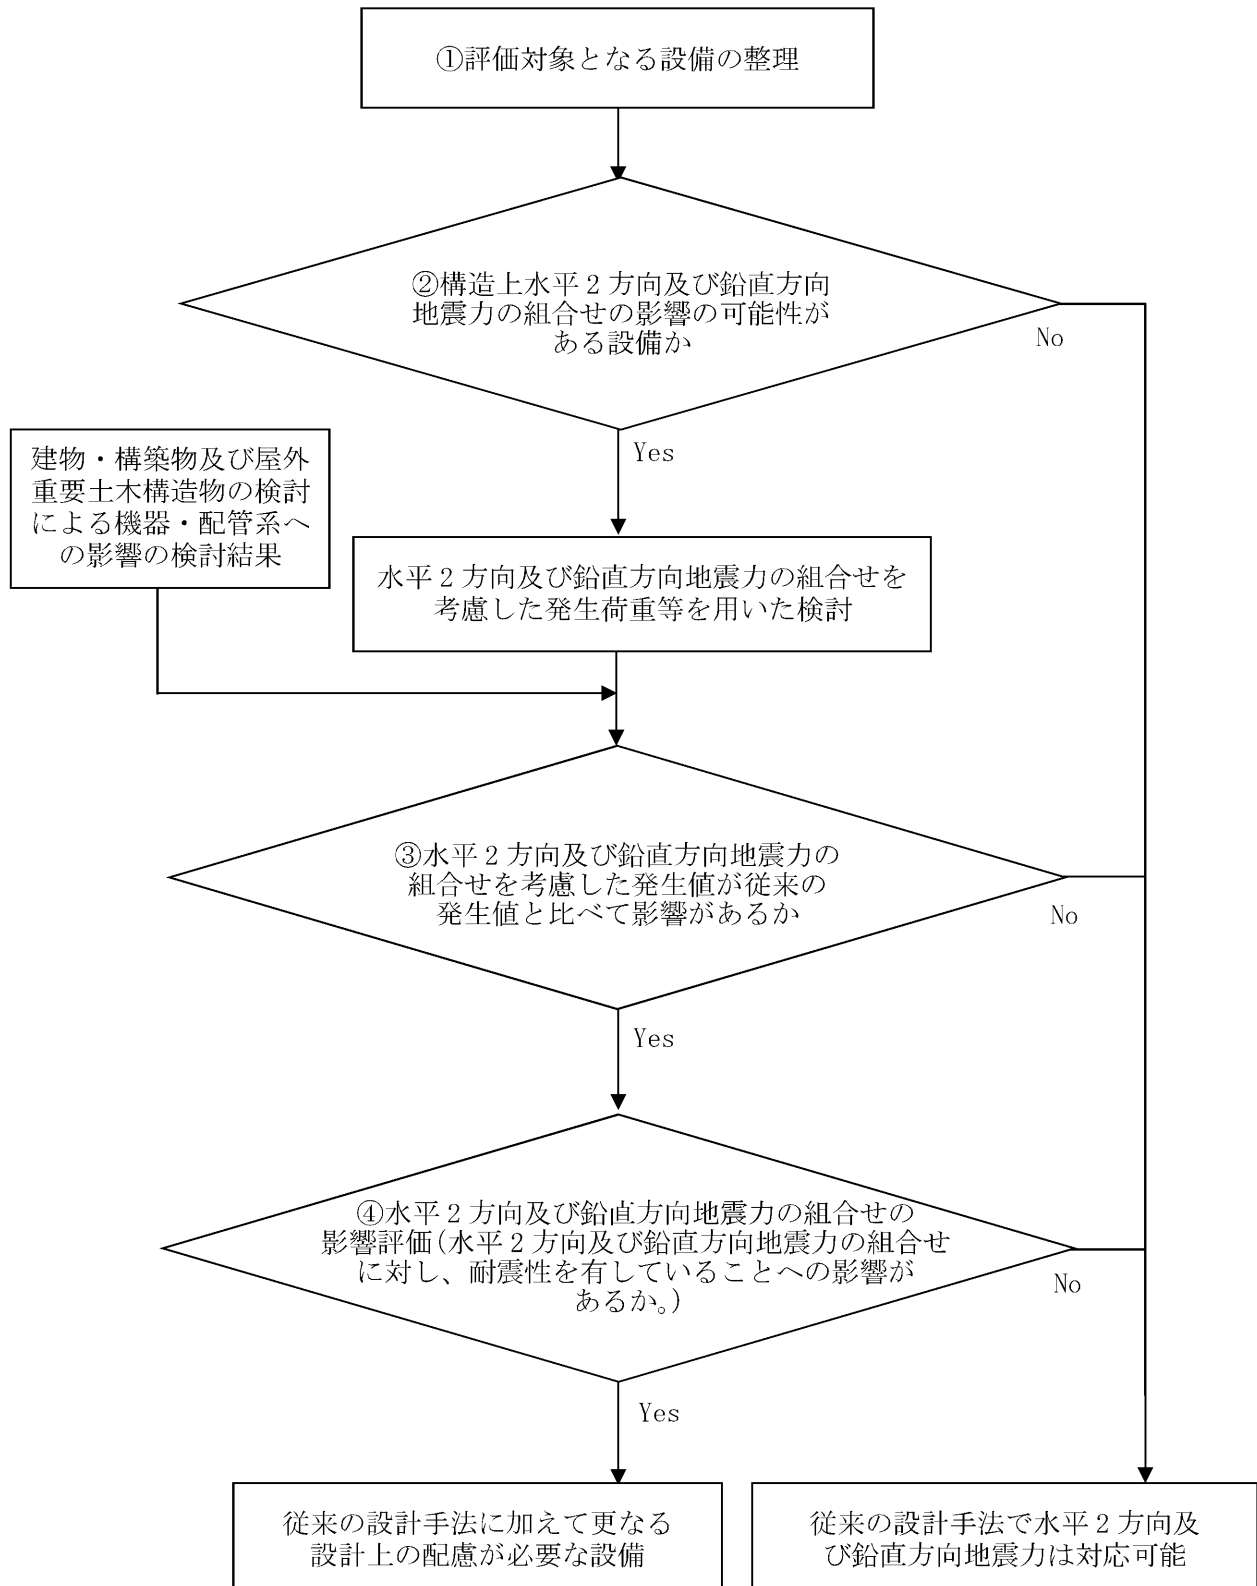 ①評価対象となる設備の整理
②構造上水平２方向及び鉛直方向
地震力の組合せの影響の可能性が
ある設備か
No
Yes
建物・構築物及び屋外
重要土木構造物の検討
による機器・配管系へ
の影響の検討結果
水平２方向及び鉛直方向地震力の組合せを
考慮した発生荷重等を用いた検討
③水平２方向及び鉛直方向地震力の
組合せを考慮した発生値が従来の
発生値と比べて影響があるか
No
Yes
④水平２方向及び鉛直方向地震力の組合せの
影響評価(水平２方向及び鉛直方向地震力の組合せ
に対し、耐震性を有していることへの影響が
あるか。)
No
Yes
従来の設計手法に加えて更なる
設計上の配慮が必要な設備
従来の設計手法で水平２方向及
び鉛直方向地震力は対応可能